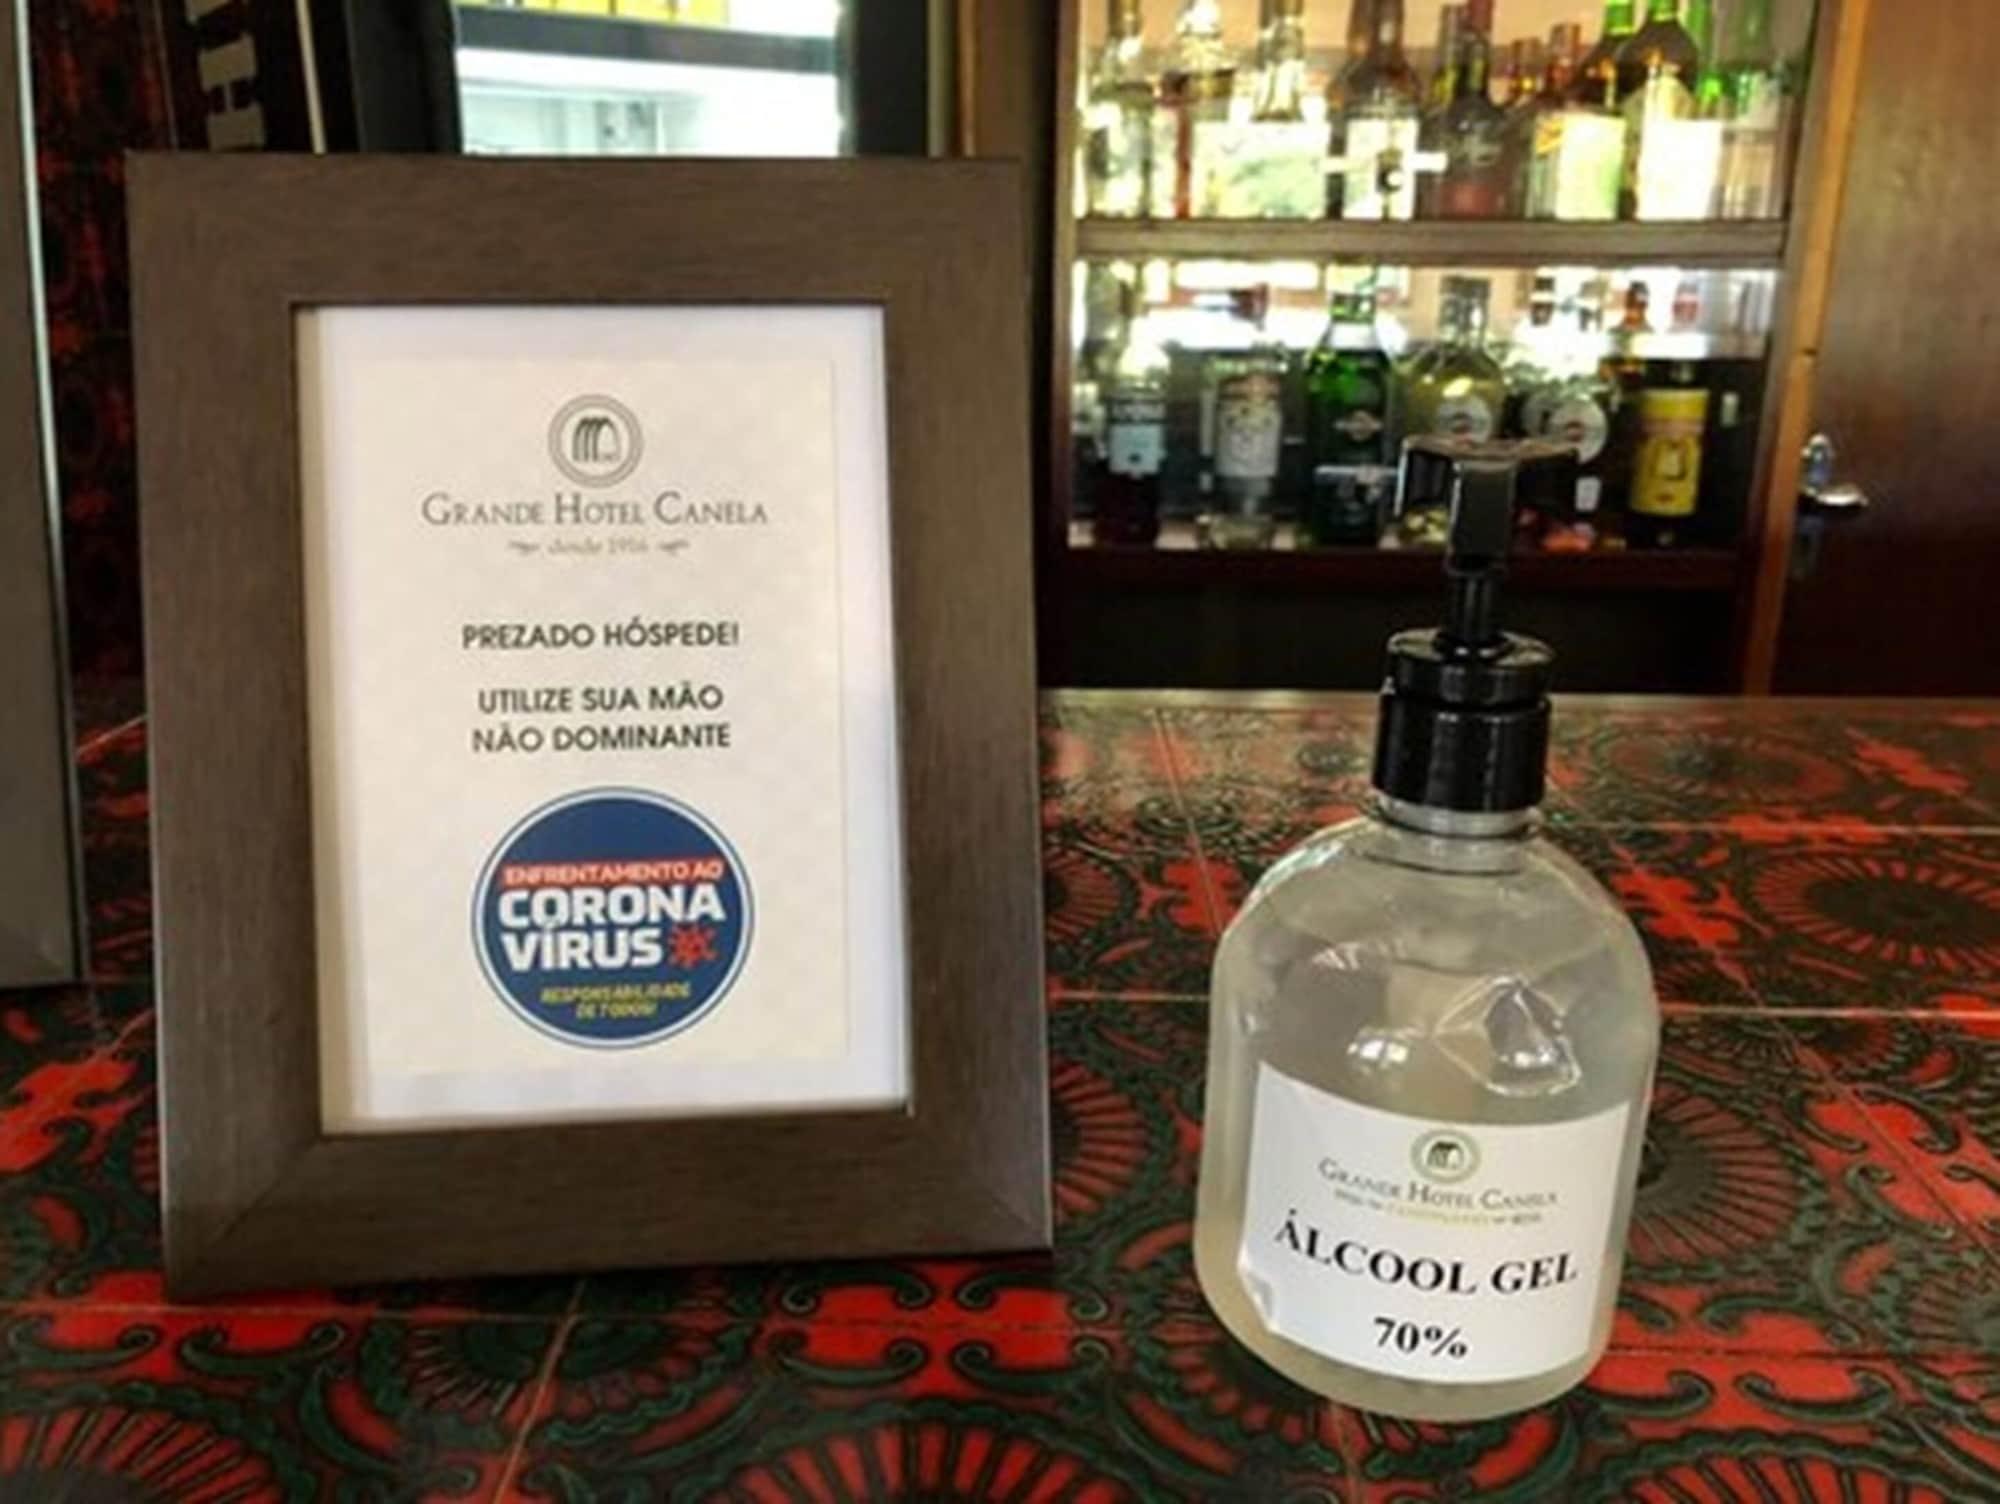 GRANDE HOTEL CANELA
desde 1916
PREZADO HÓSPEDE!
UTILIZE SUA MÃO
NÃO DOMINANTE
ENFRENTAMENTO AO
CORONA
VÍRUS
RESPONSABILIDADE
DE TODOS!
GRANDE HOTEL CANELA
ÁLCOOL GEL
70%